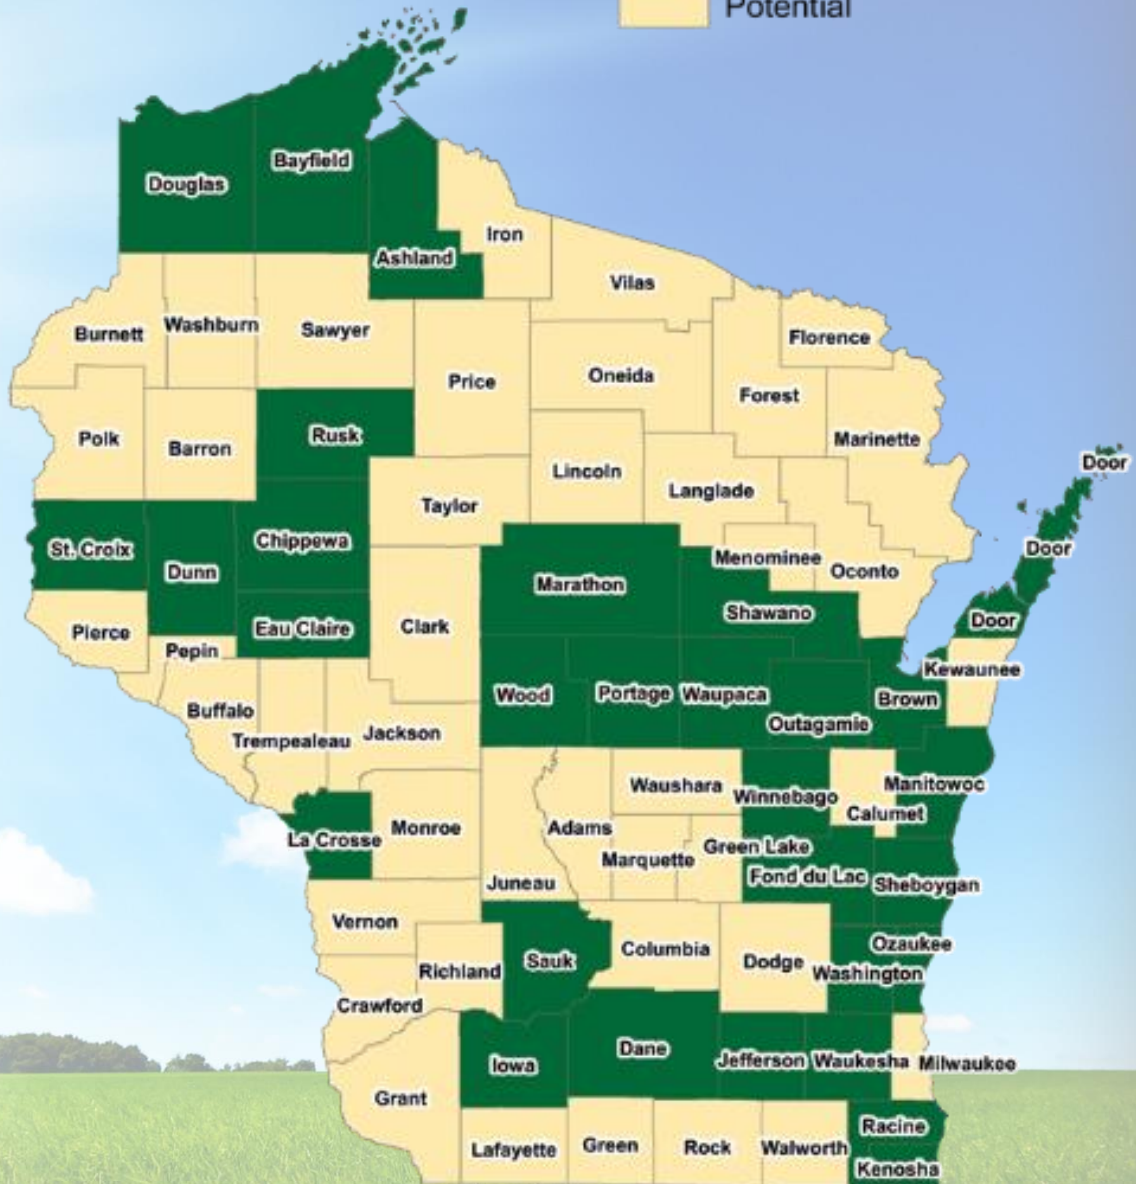 Potential
Bayfield
Douglas
Iron
Ashland
Vilas
Burnett
Washburn
Sawyer
Florence
Price
Oneida
Forest
Polk
Barron
Rusk
Marinette
Door
Lincoln
Langlade
Taylor
St. Croix
Dunn
Chippewa
Door
Menominee
Oconto
Marathon
Shawano
Door
Pierce
Eau Claire
Clark
Pepin
Kewaunee
Wood
Portage
Waupaca
Brown
Buffalo
Outagamie
Trempealeau
Jackson
Waushara
Winnebago
Manitowoc
Calumet
La Crosse
Monroe
Adams
Green Lake
Marquette
Juneau
Fond du Lac
Sheboygan
Vernon
Columbia
Ozaukee
Richland
Sauk
Dodge
Washington
Crawford
Iowa
Dane
Jefferson
Waukesha
Milwaukee
Grant
Racine
Lafayette
Green
Rock
Walworth
Kenosha